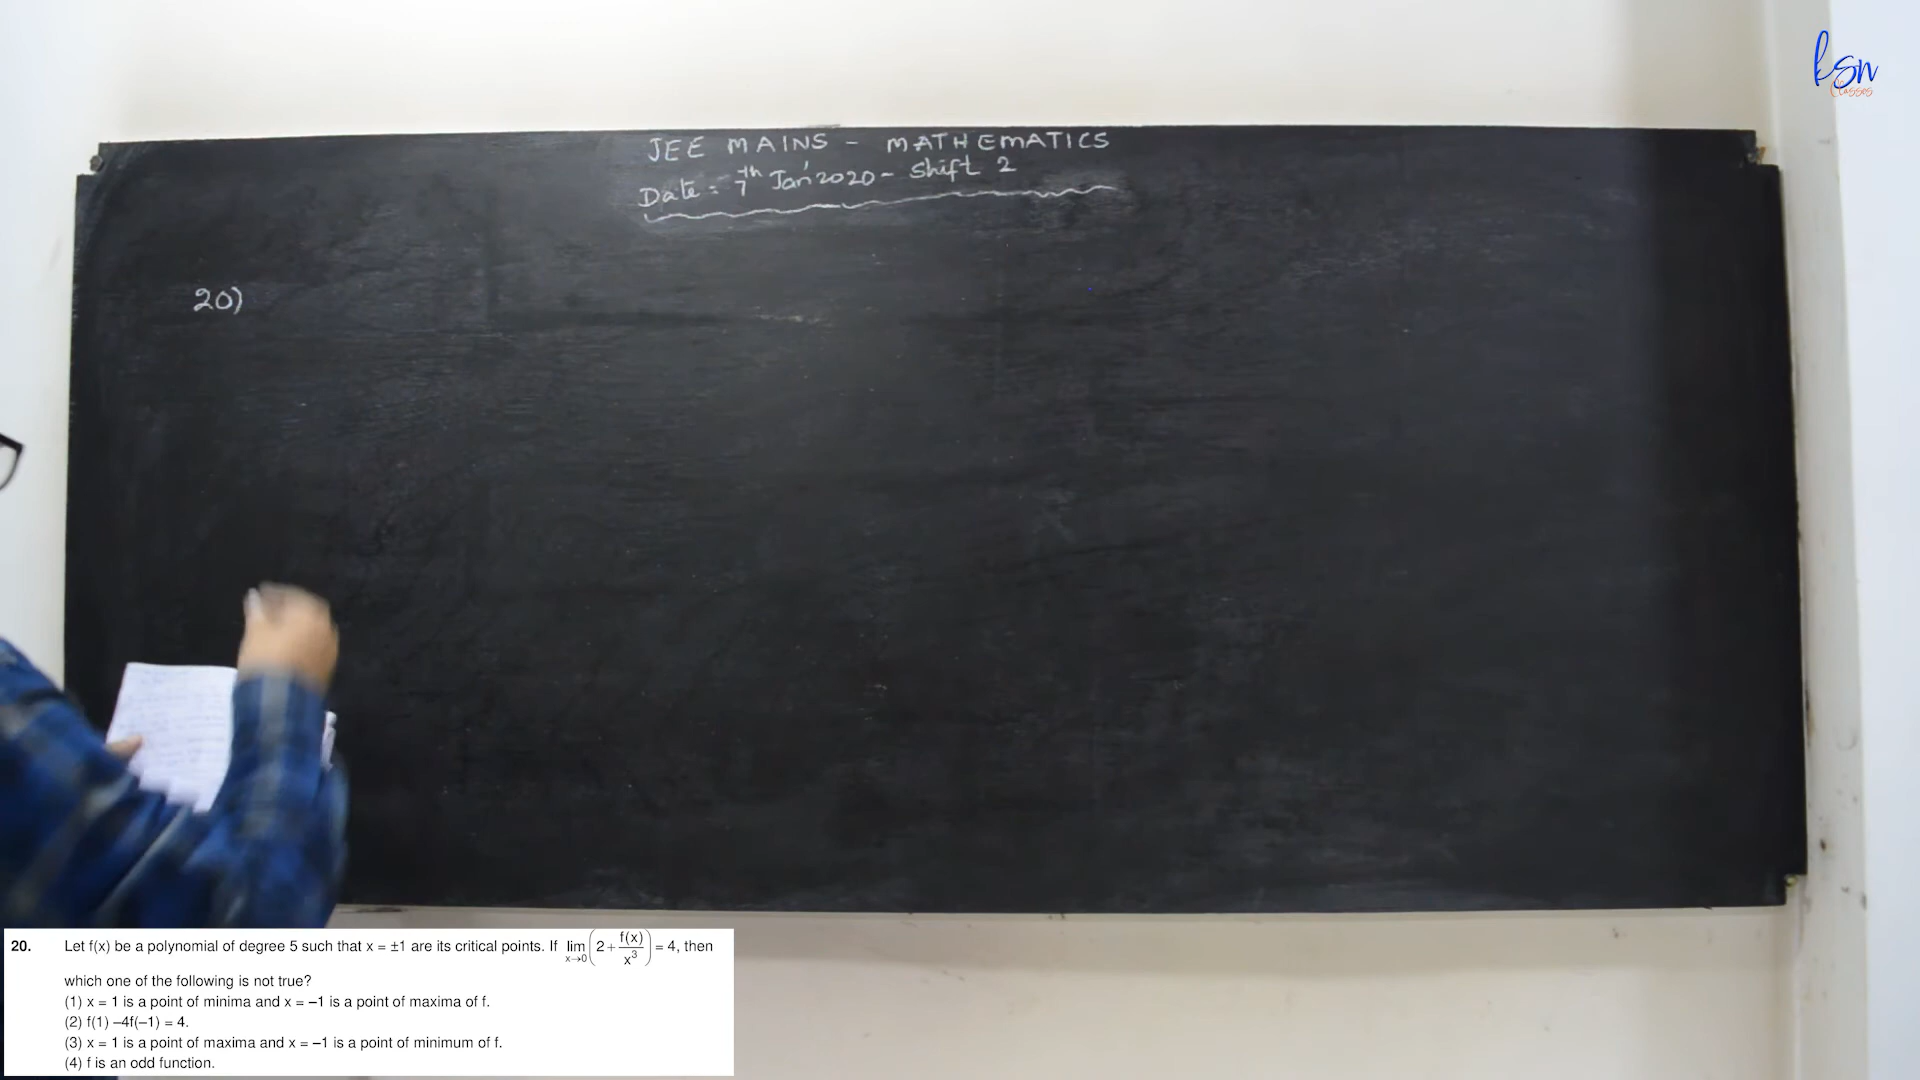 ksn
Classes
JEE MAINS - MATHEMATICS
Date: 7th Jan'2020 - Shift 2
20)
20. Let f(x) be a polynomial of degree 5 such that x = ±1 are its critical points. If lim x→0 (2 + f(x)/x³) = 4, then
which one of the following is not true?
(1) x = 1 is a point of minima and x = –1 is a point of maxima of f.
(2) f(1) –4f(–1) = 4.
(3) x = 1 is a point of maxima and x = –1 is a point of minimum of f.
(4) f is an odd function.